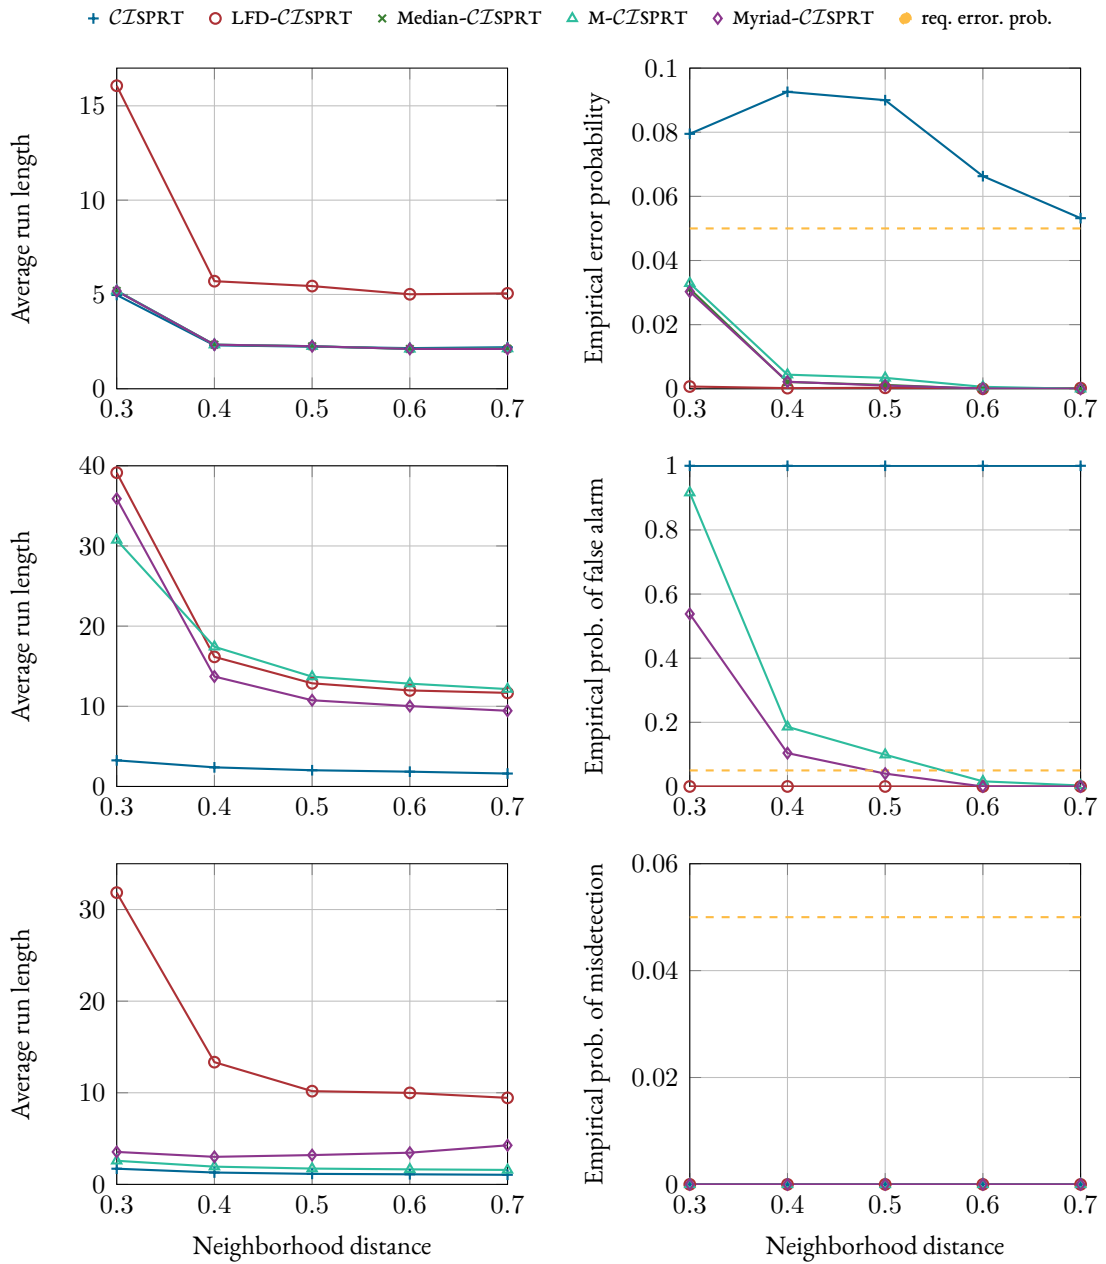 𝒞ℐSPRT LFD-𝒞ℐSPRT Median-𝒞ℐSPRT M-𝒞ℐSPRT Myriad-𝒞ℐSPRT req. error. prob.
Average run length
15
10
5
0
0.3 0.4 0.5 0.6 0.7
Empirical error probability
0.1
0.08
0.06
0.04
0.02
0
0.3 0.4 0.5 0.6 0.7
Average run length
40
30
20
10
0
0.3 0.4 0.5 0.6 0.7
Empirical prob. of false alarm
1
0.8
0.6
0.4
0.2
0
0.3 0.4 0.5 0.6 0.7
Average run length
30
20
10
0
0.3 0.4 0.5 0.6 0.7
Neighborhood distance
Empirical prob. of misdetection
0.06
0.04
0.02
0
0.3 0.4 0.5 0.6 0.7
Neighborhood distance